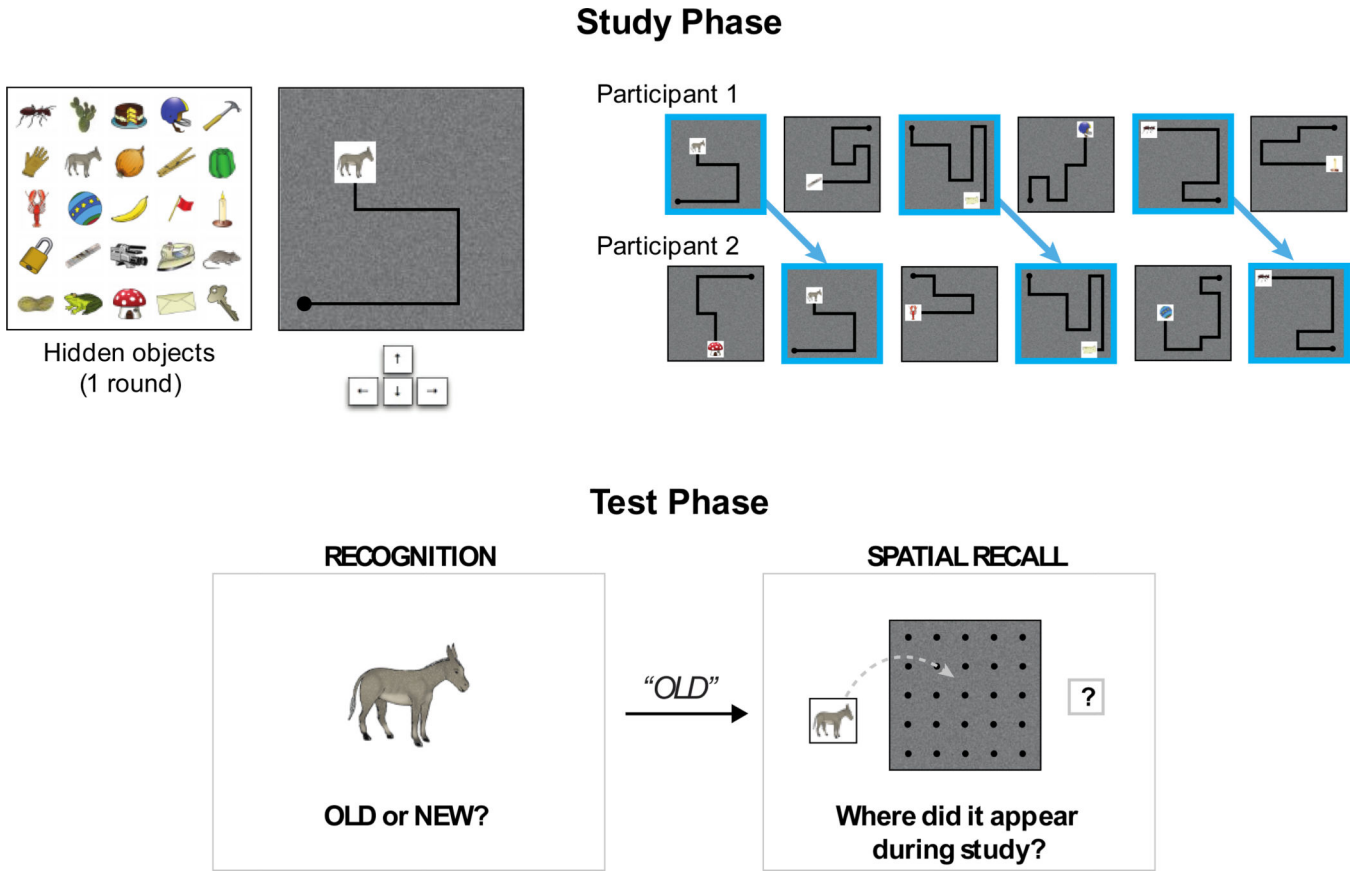 Study Phase
Participant 1
Participant 2
Hidden objects
(1 round)
↑
← ↓ →
Test Phase
RECOGNITION
OLD or NEW?
“OLD”
SPATIAL RECALL
?
Where did it appear
during study?